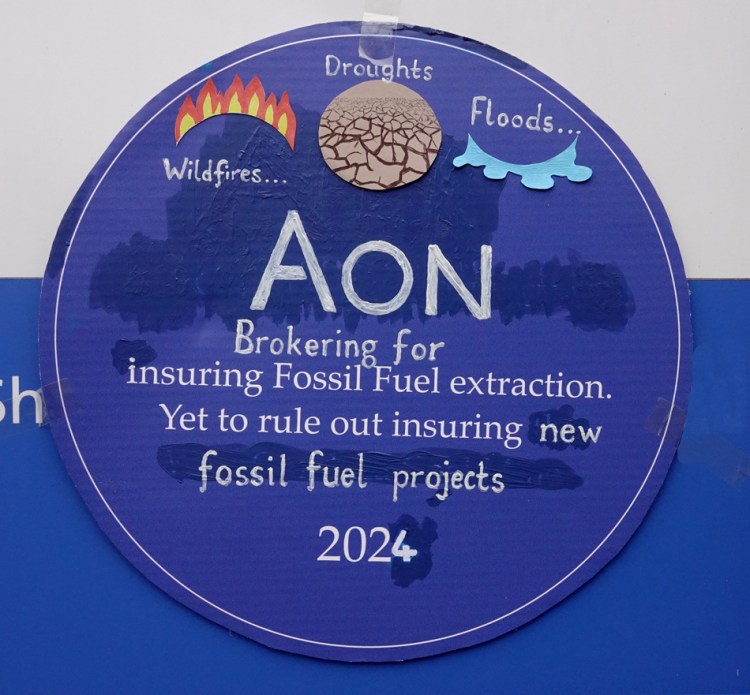 Droughts
Floods...
Wildfires...
AON
Brokering for
insuring Fossil Fuel extraction.
Yet to rule out insuring new
fossil fuel projects
2024